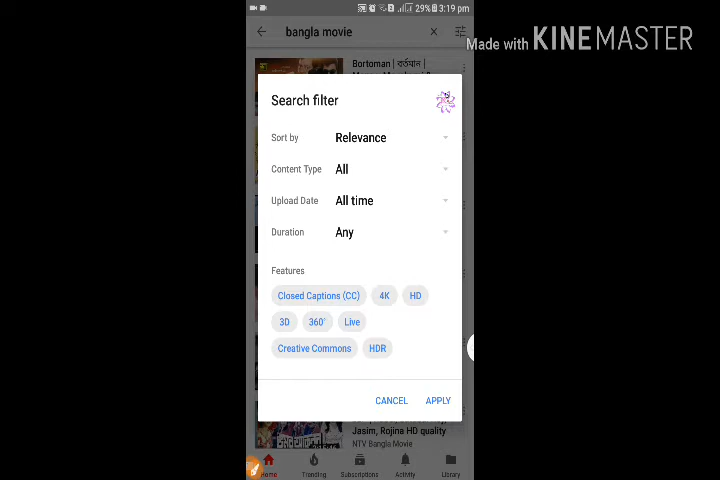 29% 3:19 pm
bangla movie
Made with KINEMASTER
Bortoman | বর্তমান |
Search filter
Sort by Relevance
Content Type All
Upload Date All time
Duration Any
Features
Closed Captions (CC) 4K HD
3D 360° Live
Creative Commons HDR
CANCEL APPLY
Jasim, Rojina HD quality
NTV Bangla Movie
Home Trending Subscriptions Activity Library